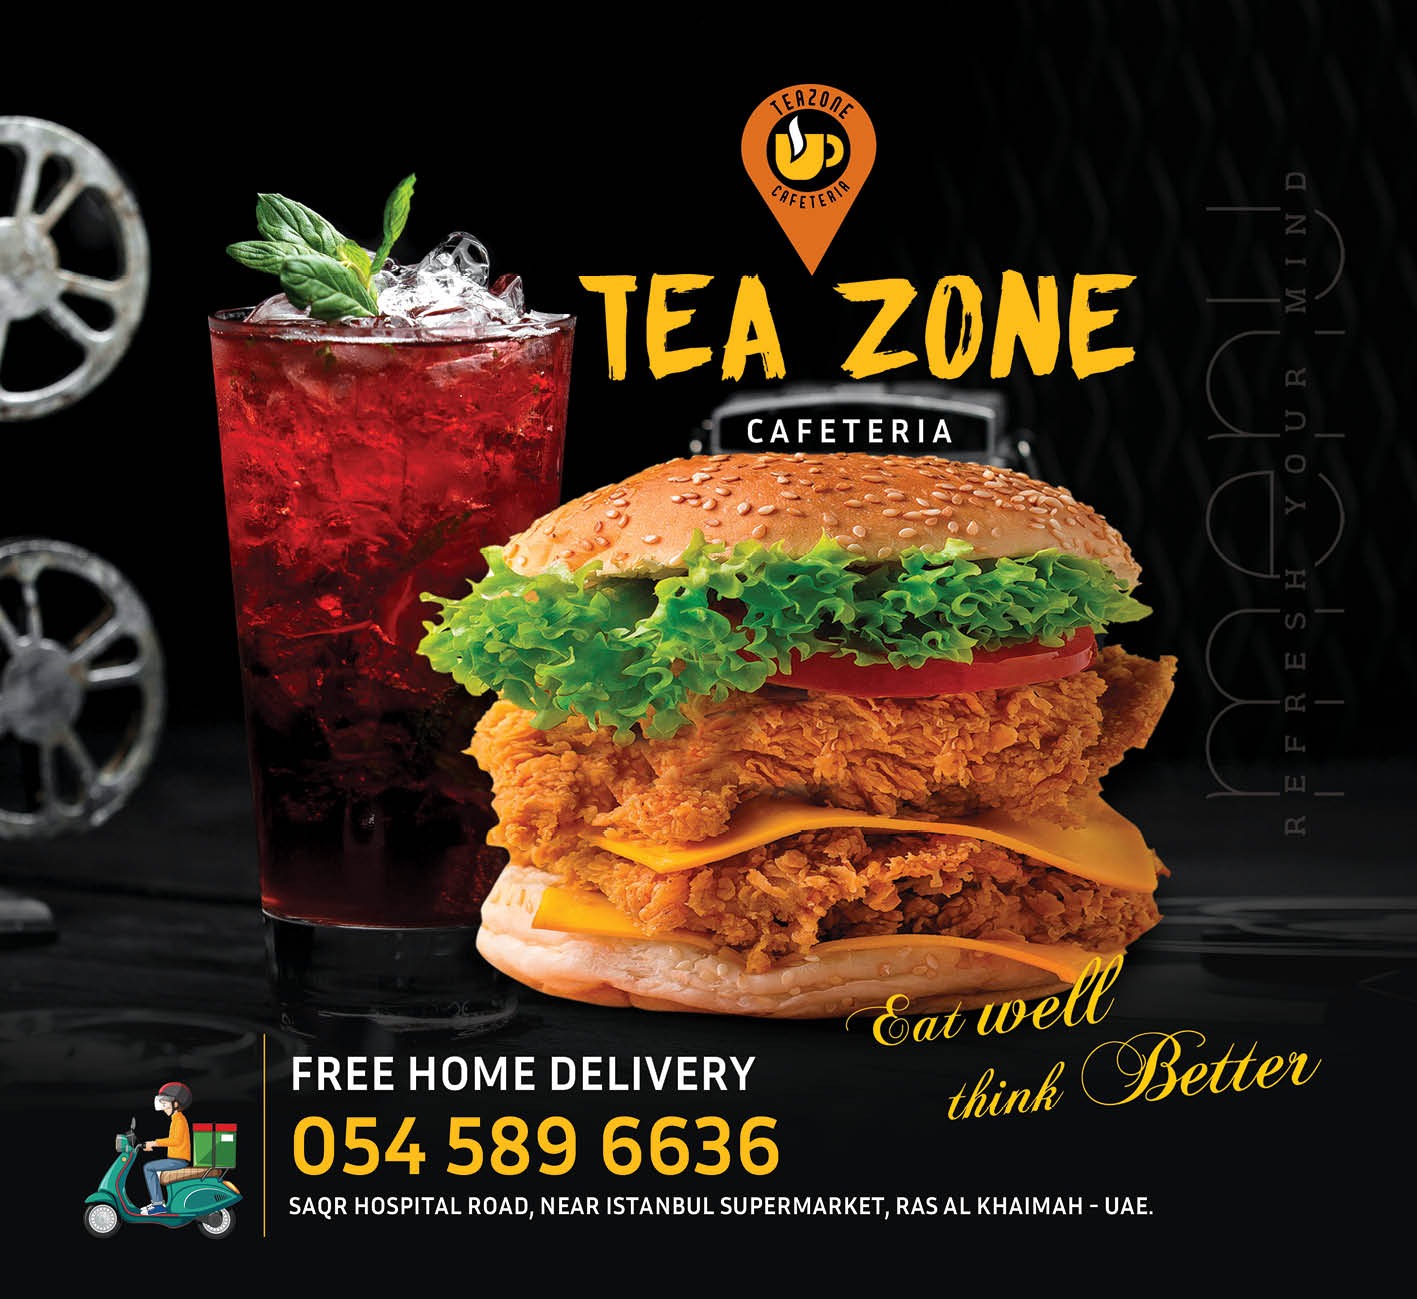 TEAZONE
UP
CAFETERIA
TEA ZONE
CAFETERIA
menu
REFRESH YOUR MIND
Eat well
think Better
FREE HOME DELIVERY
054 589 6636
SAQR HOSPITAL ROAD, NEAR ISTANBUL SUPERMARKET, RAS AL KHAIMAH - UAE.